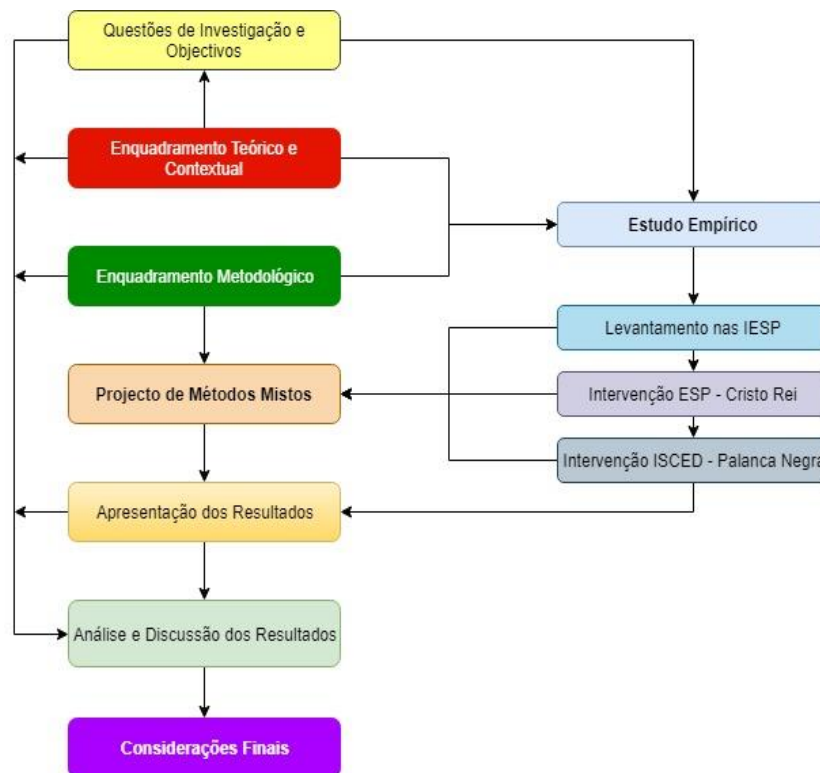 Questões de Investigação e
Objectivos
Enquadramento Teórico e
Contextual
Estudo Empírico
Enquadramento Metodológico
Levantamento nas IESP
Projecto de Métodos Mistos
Intervenção ESP - Cristo Rei
Intervenção ISCED - Palanca Negra
Apresentação dos Resultados
Análise e Discussão dos Resultados
Considerações Finais